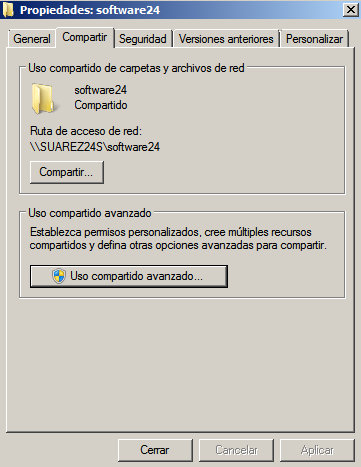 Propiedades: software24
General
Compartir
Seguridad
Versiones anteriores
Personalizar
Uso compartido de carpetas y archivos de red
software24
Compartido
Ruta de acceso de red:
\\SUAREZ24S\software24
Compartir...
Uso compartido avanzado
Establezca permisos personalizados, cree múltiples recursos
compartidos y defina otras opciones avanzadas para compartir.
Uso compartido avanzado...
Cerrar
Cancelar
Aplicar